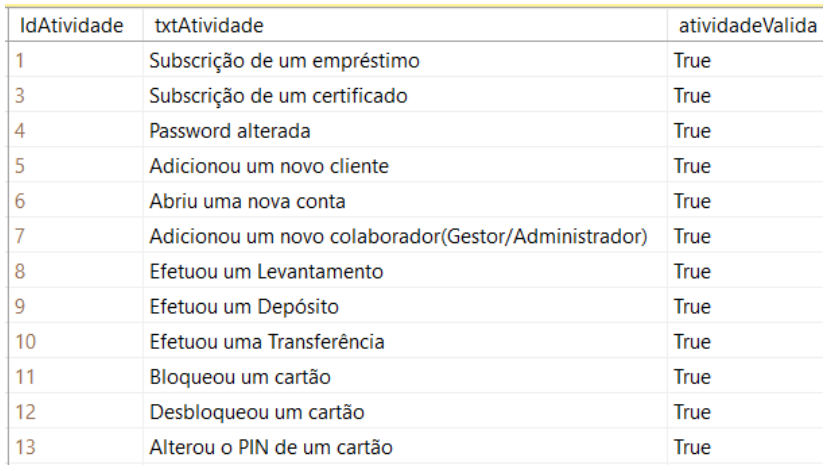 IdAtividade txtAtividade atividadeValida
1 Subscrição de um empréstimo True
3 Subscrição de um certificado True
4 Password alterada True
5 Adicionou um novo cliente True
6 Abriu uma nova conta True
7 Adicionou um novo colaborador(Gestor/Administrador) True
8 Efetuou um Levantamento True
9 Efetuou um Depósito True
10 Efetuou uma Transferência True
11 Bloqueou um cartão True
12 Desbloqueou um cartão True
13 Alterou o PIN de um cartão True